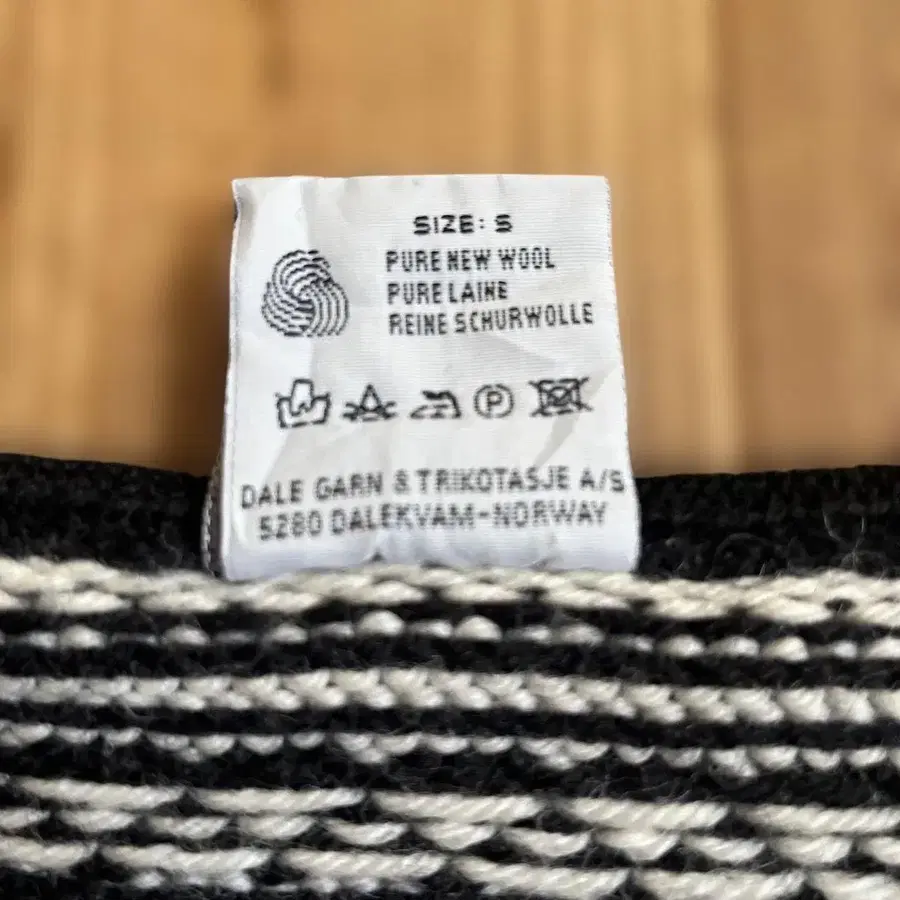 SIZE: S
PURE NEW WOOL
PURE LAINE
REINE SCHURWOLLE
P
DALE GARN & TRIKOTASJE A/S
5280 DALEKVAM-NORWAY